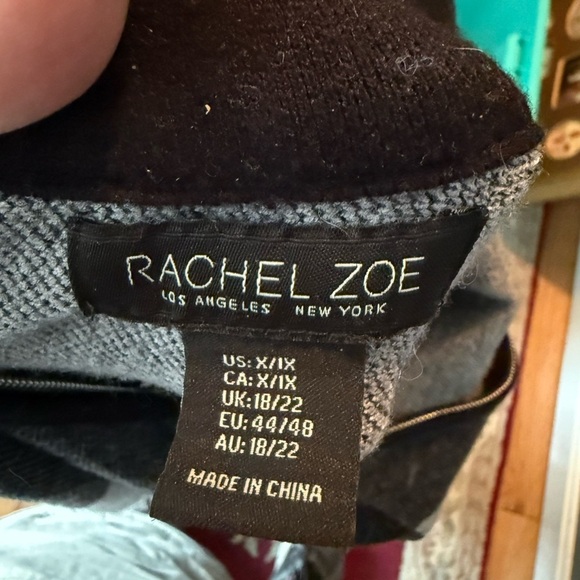 RACHEL ZOE
LOS ANGELES NEW YORK
US: X/1X
CA: X/1X
UK: 18/22
EU: 44/48
AU: 18/22
MADE IN CHINA